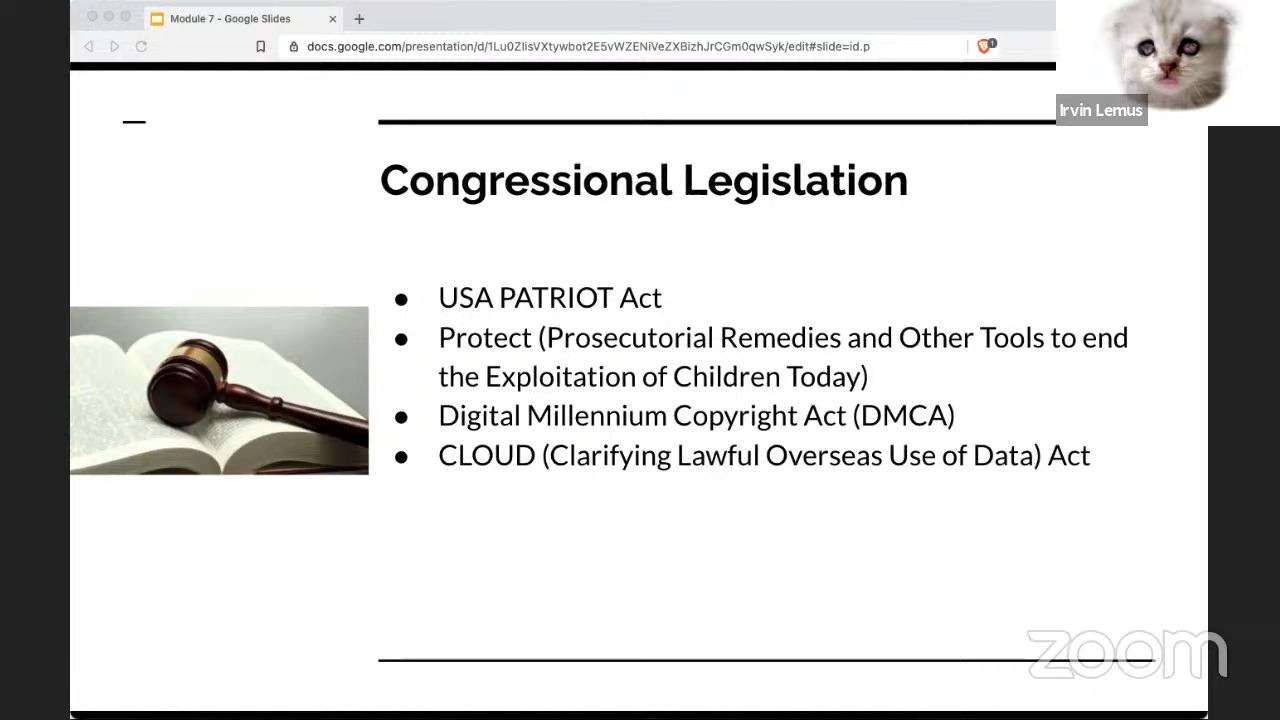 Module 7 - Google Slides
docs.google.com/presentation/d/1Lu0ZlisVXtywbot2E5vWZENiVeZXBizhJrCGm0qwSyk/edit#slide=id.p
1
Irvin Lemus
Congressional Legislation
● USA PATRIOT Act
● Protect (Prosecutorial Remedies and Other Tools to end
the Exploitation of Children Today)
● Digital Millennium Copyright Act (DMCA)
● CLOUD (Clarifying Lawful Overseas Use of Data) Act
zoom